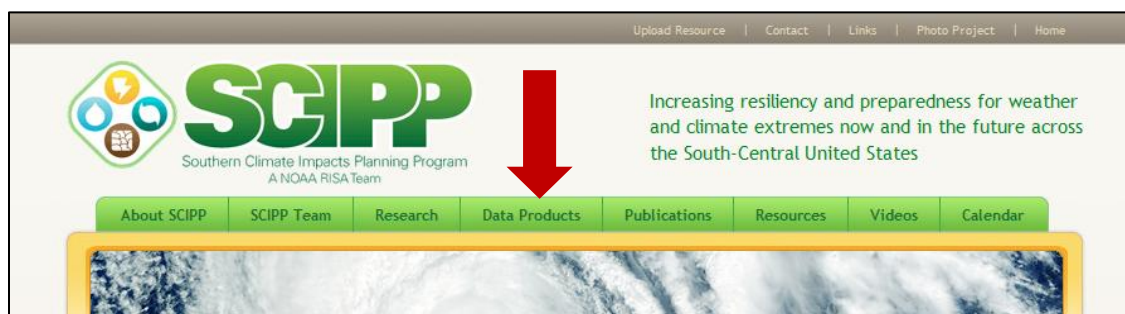 Upload Resource | Contact | Links | Photo Project | Home
SCIPP
Southern Climate Impacts Planning Program
A NOAA RISA Team
Increasing resiliency and preparedness for weather
and climate extremes now and in the future across
the South-Central United States
About SCIPP SCIPP Team Research Data Products Publications Resources Videos Calendar